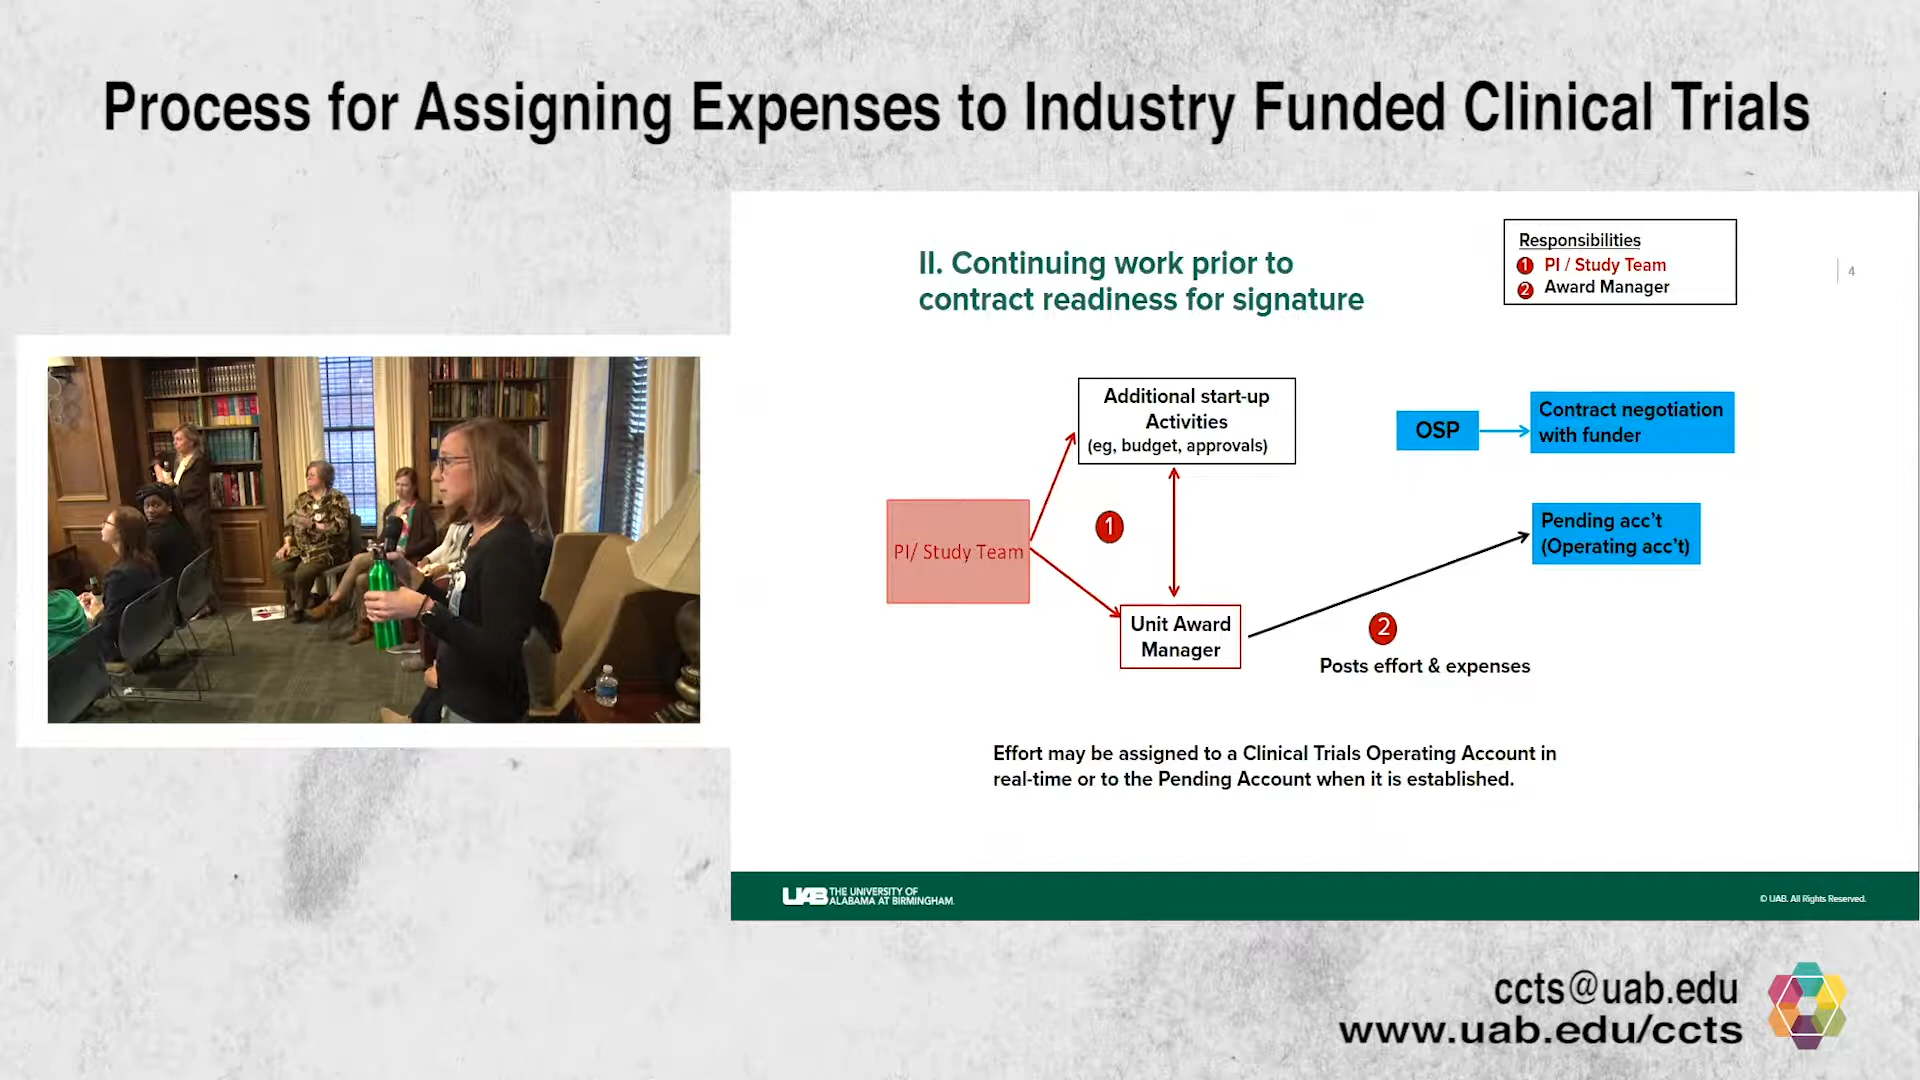 Process for Assigning Expenses to Industry Funded Clinical Trials
II. Continuing work prior to
contract readiness for signature
Responsibilities
1 PI / Study Team
2 Award Manager
4
Additional start-up
Activities
(eg, budget, approvals)
OSP
Contract negotiation
with funder
PI/ Study Team
1
Pending acc't
(Operating acc't)
Unit Award
Manager
2
Posts effort & expenses
Effort may be assigned to a Clinical Trials Operating Account in
real-time or to the Pending Account when it is established.
UAB THE UNIVERSITY OF
ALABAMA AT BIRMINGHAM.
© UAB. All Rights Reserved.
ccts@uab.edu
www.uab.edu/ccts